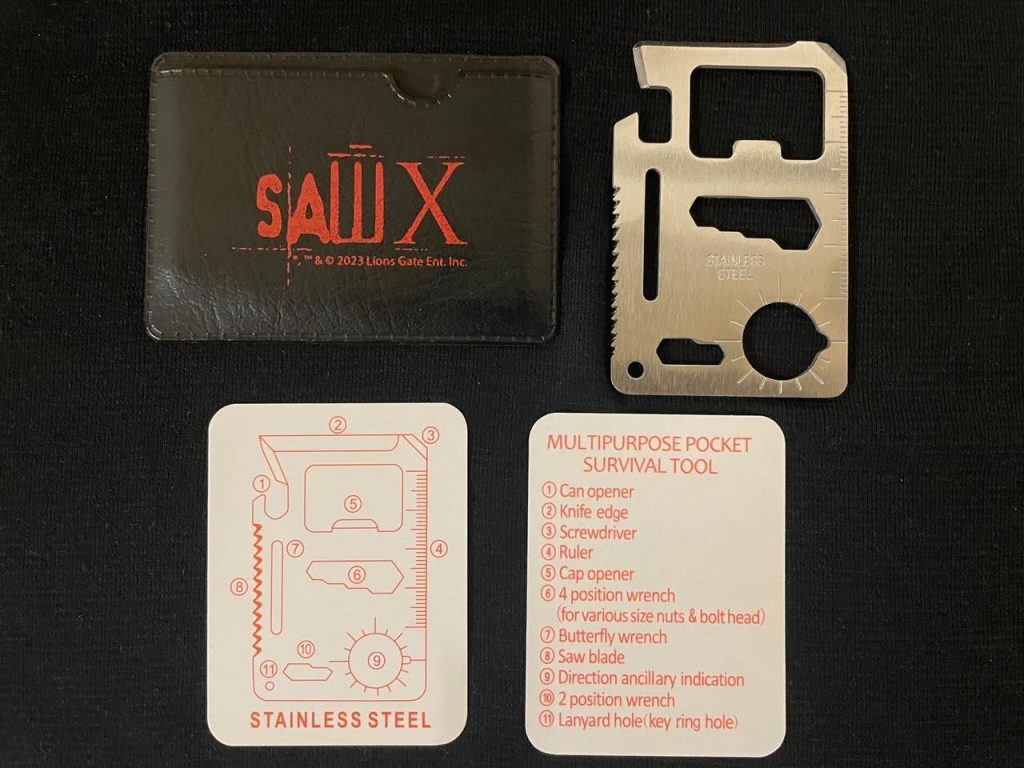 SAW X
®, ™ & © 2023 Lions Gate Ent. Inc.
STAINLESS
STEEL
①
②
③
④
⑤
⑥
⑦
⑧
⑨
⑩
⑪
STAINLESS STEEL
MULTIPURPOSE POCKET
SURVIVAL TOOL
① Can opener
② Knife edge
③ Screwdriver
④ Ruler
⑤ Cap opener
⑥ 4 position wrench
(for various size nuts & bolt head)
⑦ Butterfly wrench
⑧ Saw blade
⑨ Direction ancillary indication
⑩ 2 position wrench
⑪ Lanyard hole(key ring hole)